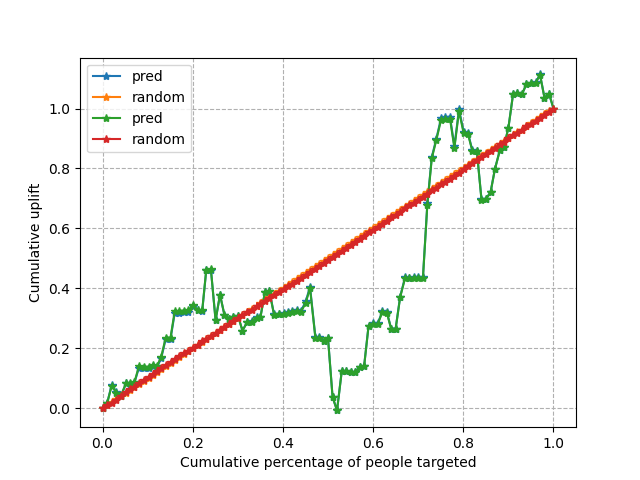 pred
random
pred
random
1.0
0.8
0.6
0.4
0.2
0.0
Cumulative uplift
0.0 0.2 0.4 0.6 0.8 1.0
Cumulative percentage of people targeted